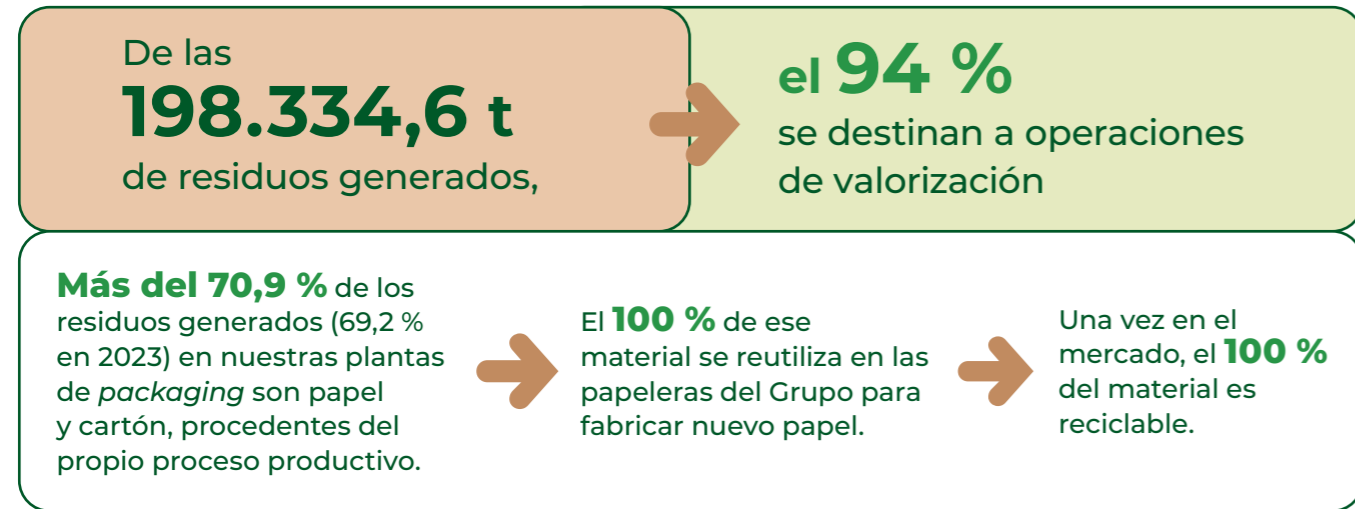 De las
198.334,6 t
de residuos generados,
el 94 %
se destinan a operaciones
de valorización
Más del 70,9 % de los
residuos generados (69,2 %
en 2023) en nuestras plantas
de packaging son papel
y cartón, procedentes del
propio proceso productivo.
El 100 % de ese
material se reutiliza en las
papeleras del Grupo para
fabricar nuevo papel.
Una vez en el
mercado, el 100 %
del material es
reciclable.